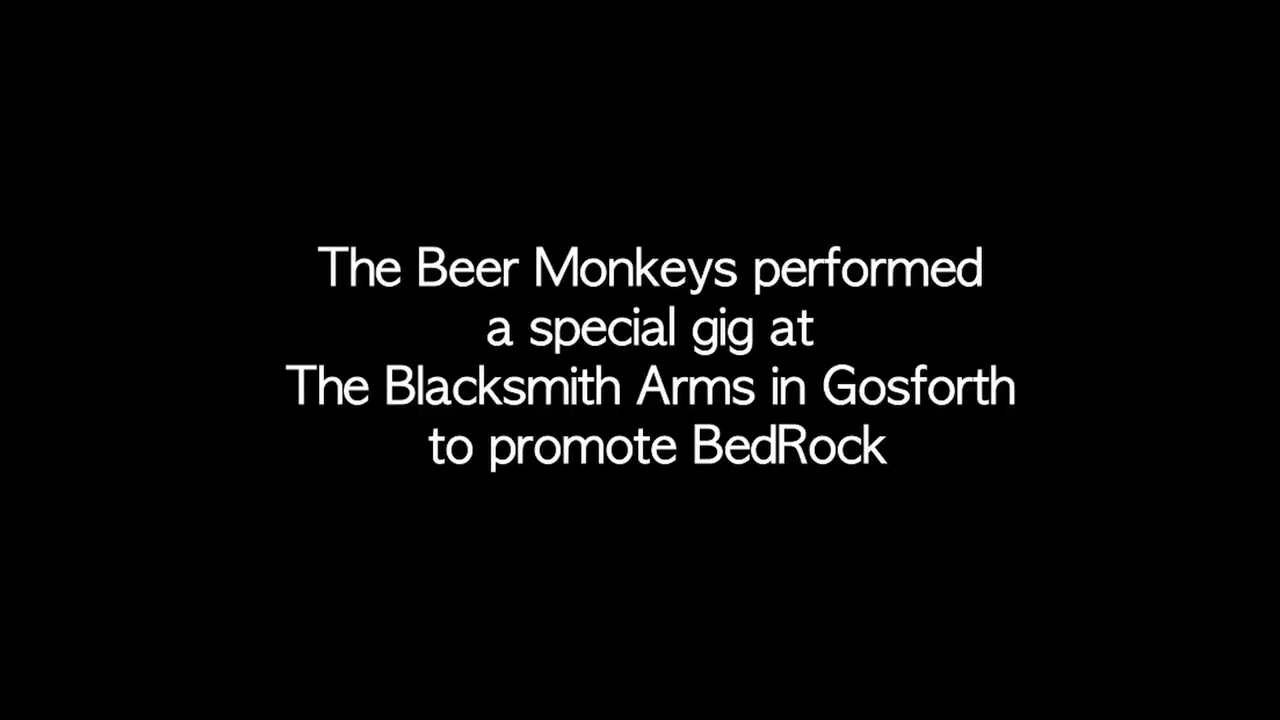 The Beer Monkeys performed
a special gig at
The Blacksmith Arms in Gosforth
to promote BedRock